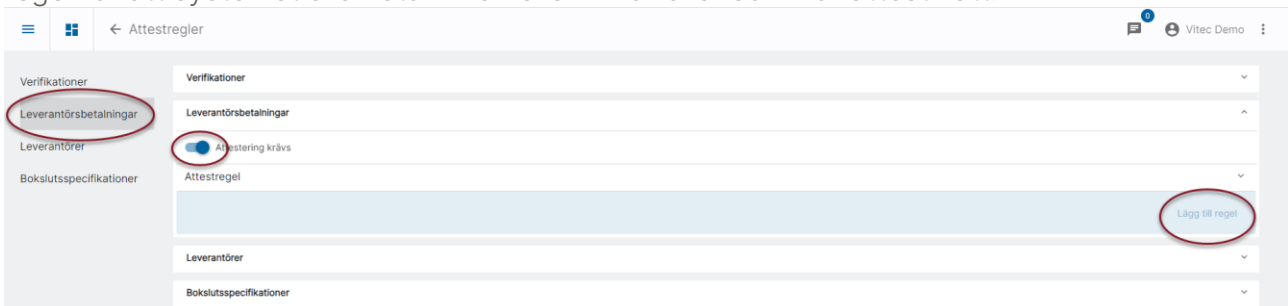 Attestregler
0
Vitec Demo
Verifikationer
Leverantörsbetalningar
Leverantörer
Bokslutsspecifikationer
Verifikationer
Leverantörsbetalningar
Attestering krävs
Attestregel
Lägg till regel
Leverantörer
Bokslutsspecifikationer